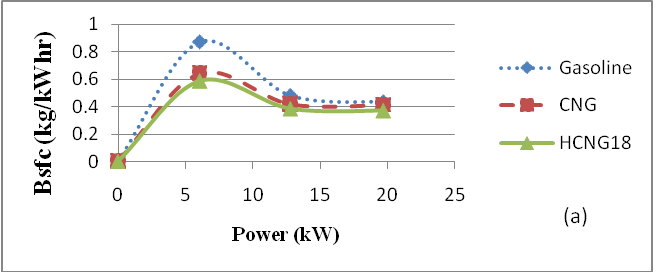 Bsfc (kg/kWhr)
1
0.8
0.6
0.4
0.2
0
0 5 10 15 20 25
Power (kW)
Gasoline
CNG
HCNG18
(a)